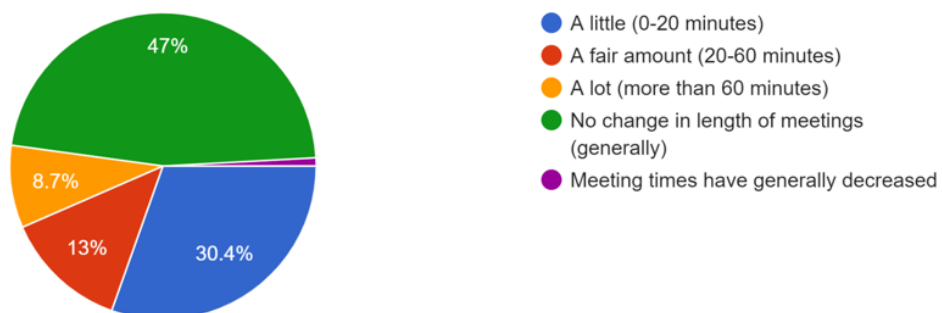 47%
8.7%
13%
30.4%
A little (0-20 minutes)
A fair amount (20-60 minutes)
A lot (more than 60 minutes)
No change in length of meetings
(generally)
Meeting times have generally decreased